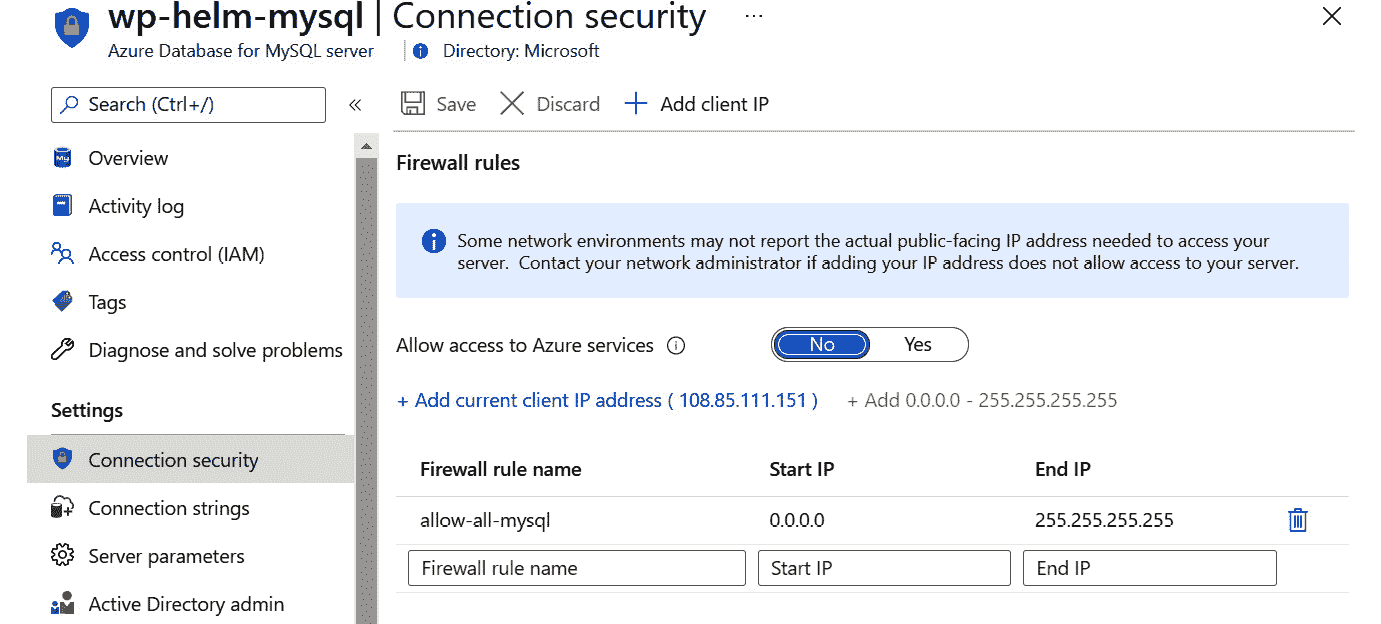 wp-helm-mysql | Connection security ...
Azure Database for MySQL server
Directory: Microsoft
Search (Ctrl+/)
«
Overview
Activity log
Access control (IAM)
Tags
Diagnose and solve problems
Settings
Connection security
Connection strings
Server parameters
Active Directory admin
Save
Discard
Add client IP
Firewall rules
Some network environments may not report the actual public-facing IP address needed to access your
server. Contact your network administrator if adding your IP address does not allow access to your server.
Allow access to Azure services
No
Yes
+ Add current client IP address ( 108.85.111.151 )
+ Add 0.0.0.0 - 255.255.255.255
Firewall rule name Start IP End IP
allow-all-mysql 0.0.0.0 255.255.255.255
Firewall rule name Start IP End IP